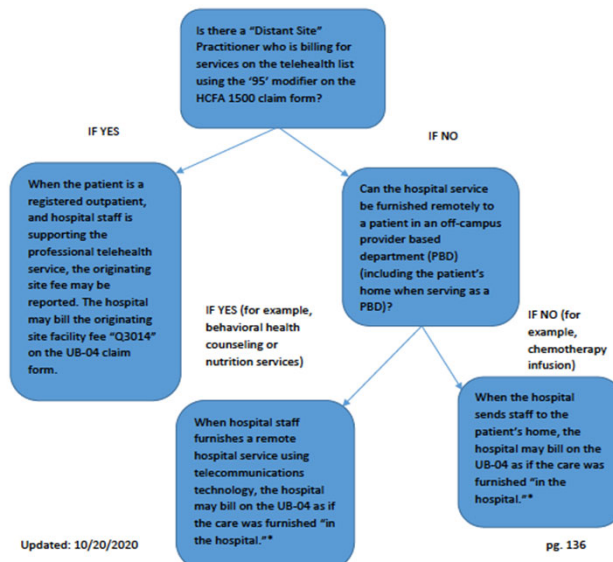 Is there a “Distant Site”
Practitioner who is billing for
services on the telehealth list
using the ‘95’ modifier on the
HCFA 1500 claim form?
IF YES
IF NO
When the patient is a
registered outpatient,
and hospital staff is
supporting the
professional telehealth
service, the originating
site fee may be
reported. The hospital
may bill the originating
site facility fee “Q3014”
on the UB-04 claim
form.
Can the hospital service
be furnished remotely to
a patient in an off-campus
provider based
department (PBD)
(including the patient’s
home when serving as a
PBD)?
IF YES (for example,
behavioral health
counseling or
nutrition services)
IF NO (for
example,
chemotherapy
infusion)
When hospital staff
furnishes a remote
hospital service using
telecommunications
technology, the hospital
may bill on the UB-04 as if
the care was furnished “in
the hospital.”*
When the hospital
sends staff to the
patient’s home, the
hospital may bill on the
UB-04 as if the care was
furnished “in the
hospital.”*
Updated: 10/20/2020
pg. 136